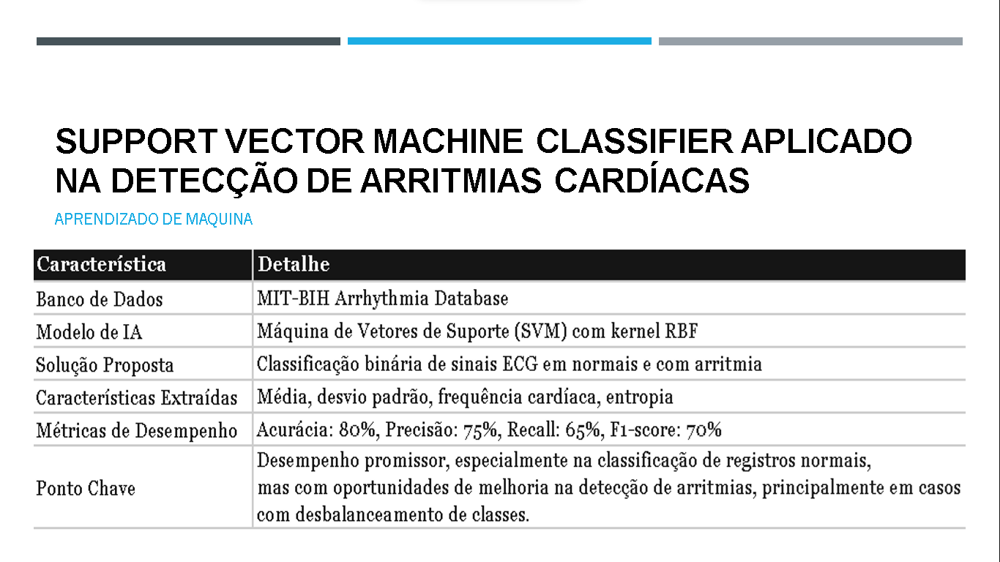 SUPPORT VECTOR MACHINE CLASSIFIER APLICADO
NA DETECÇÃO DE ARRITMIAS CARDÍACAS
APRENDIZADO DE MAQUINA
Característica Detalhe
Banco de Dados MIT-BIH Arrhythmia Database
Modelo de IA Máquina de Vetores de Suporte (SVM) com kernel RBF
Solução Proposta Classificação binária de sinais ECG em normais e com arritmia
Características Extraídas Média, desvio padrão, frequência cardíaca, entropia
Métricas de Desempenho Acurácia: 80%, Precisão: 75%, Recall: 65%, F1-score: 70%
Ponto Chave
Desempenho promissor, especialmente na classificação de registros normais,
mas com oportunidades de melhoria na detecção de arritmias, principalmente em casos
com desbalanceamento de classes.